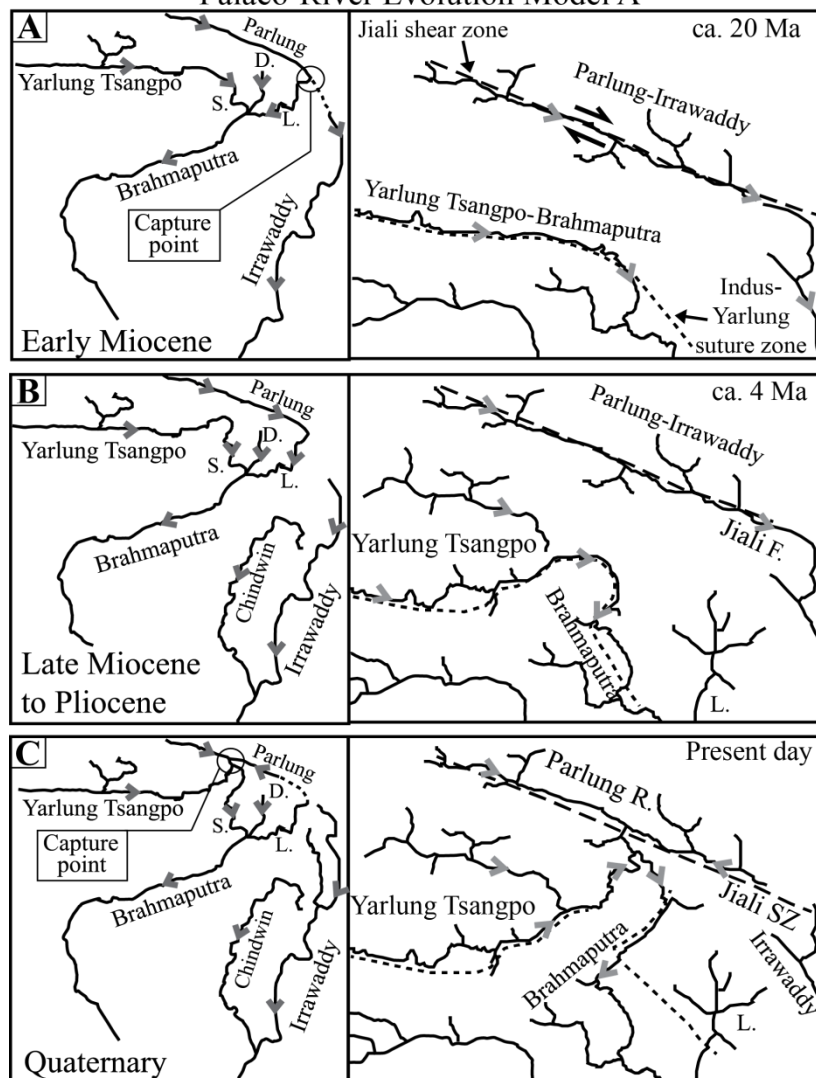 Palaeo-River Evolution Model A
A
Parlung
Yarlung Tsangpo
D.
S.
L.
Brahmaputra
Capture
point
Irrawaddy
Early Miocene
Jiali shear zone
ca. 20 Ma
Parlung-Irrawaddy
Yarlung Tsangpo-Brahmaputra
Indus-
Yarlung
suture zone
B
Parlung
Yarlung Tsangpo
D.
S.
L.
Brahmaputra
Chindwin
Irrawaddy
Late Miocene
to Pliocene
ca. 4 Ma
Parlung-Irrawaddy
Jiali F.
Yarlung Tsangpo
Brahmaputra
L.
C
Parlung
Yarlung Tsangpo
D.
S.
L.
Capture
point
Brahmaputra
Chindwin
Irrawaddy
Quaternary
Present day
Parlung R.
Jiali SZ
Yarlung Tsangpo
Brahmaputra
Irrawaddy
L.